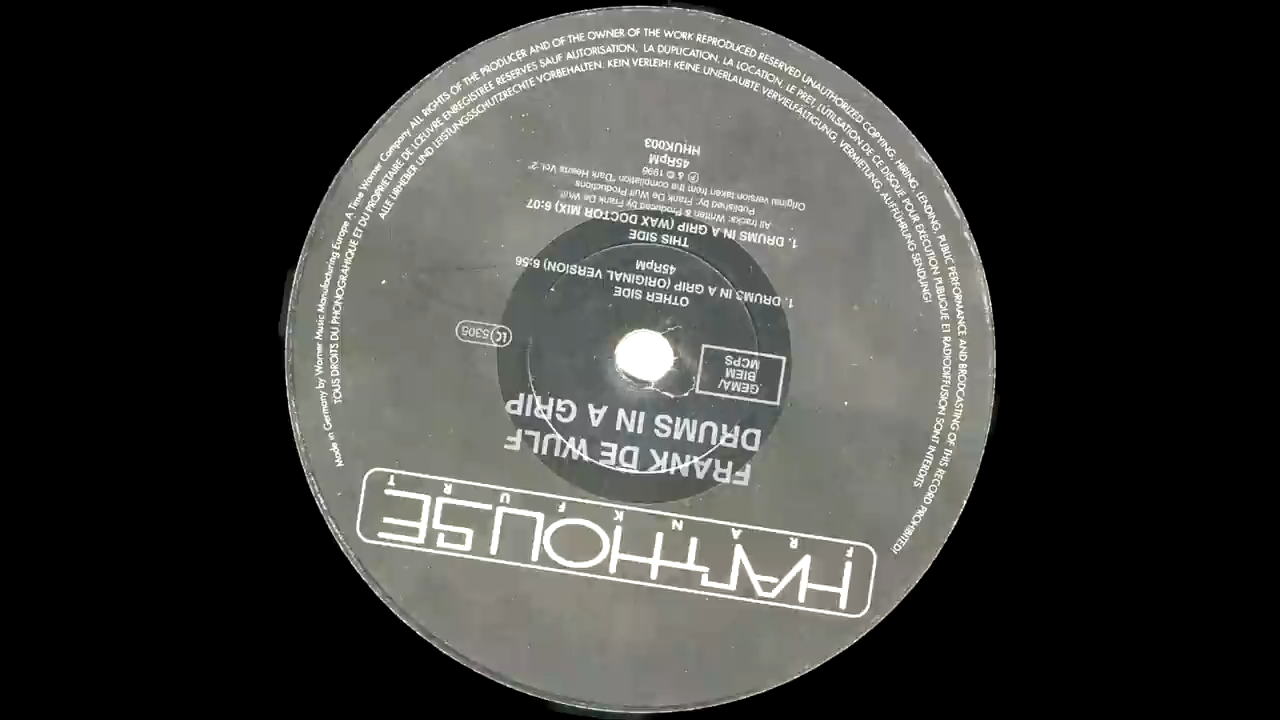 HARTHOUSE
FRANKFURT
FRANK DE WULF
DRUMS IN A GRIP
GEMA/
BIEM
MCPS
LC 5305
OTHER SIDE
1. DRUMS IN A GRIP (ORIGINAL VERSION) 6:56
45RpM
THIS SIDE
1. DRUMS IN A GRIP (WAX DOCTOR MIX) 6:07
All tracks: Written & Produced by Frank De Wulf
Published by: Frank De Wulf Productions
Original version taken from the compilation "Dark Hearts Vol. 2"
℗ & © 1996
45RpM
HHUK003
Made in Germany by Warner Music Manufacturing Europe A Time Warner Company ALL RIGHTS OF THE PRODUCER AND OF THE OWNER OF THE WORK REPRODUCED RESERVED UNAUTHORIZED COPYING, HIRING, LENDING, PUBLIC PERFORMANCE AND BRODCASTING OF THIS RECORD PROHIBITED!
TOUS DROITS DU PHONOGRAHIQUE ET DU PROPRIETAIRE DE LŒUVRE ENREGISTREE RESERVES SAUF AUTORISATION, LA DUPLICATION, LA LOCATION, LE PRET, LUTILSATION DE CE DISQUE POUR EXECUTION PUBLIQUE ET RADIODIFFUSION SONT INTERDITS
ALLE URHEBER UND LEISTUNGSSCHUTZRECHTE VORBEHALTEN. KEIN VERLEIH! KEINE UNERLAUBTE VERVIELFÄLTIGUNG, VERMIETUNG, AUFFÜHRUNG SENDUNG!